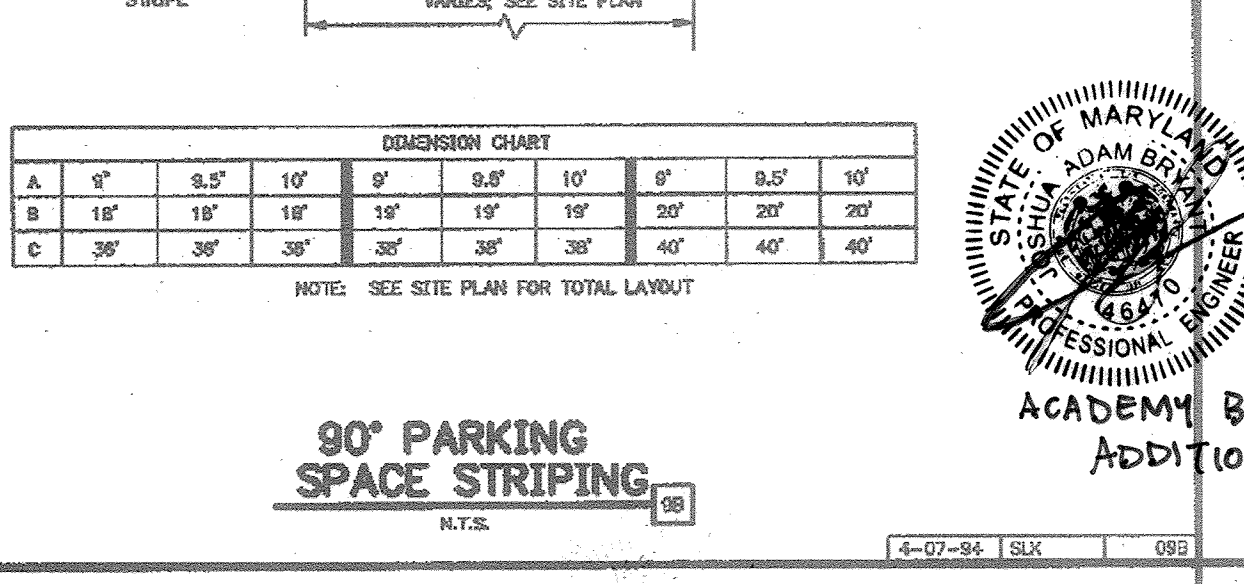 VARIES; SEE SITE PLAN
DIMENSION CHART
A 9' 9.5' 10' 9' 9.5' 10' 9' 9.5' 10'
B 18' 18' 18' 19' 19' 19' 20' 20' 20'
C 36' 36' 36' 38' 38' 38' 40' 40' 40'
NOTE: SEE SITE PLAN FOR TOTAL LAYOUT
STATE OF MARYLAND
JOSHUA ADAM BRYANT
46470
PROFESSIONAL ENGINEER
ACADEMY B
ADDITIO
90° PARKING
SPACE STRIPING
9B
N.T.S.
4-07-94 SLK 09B